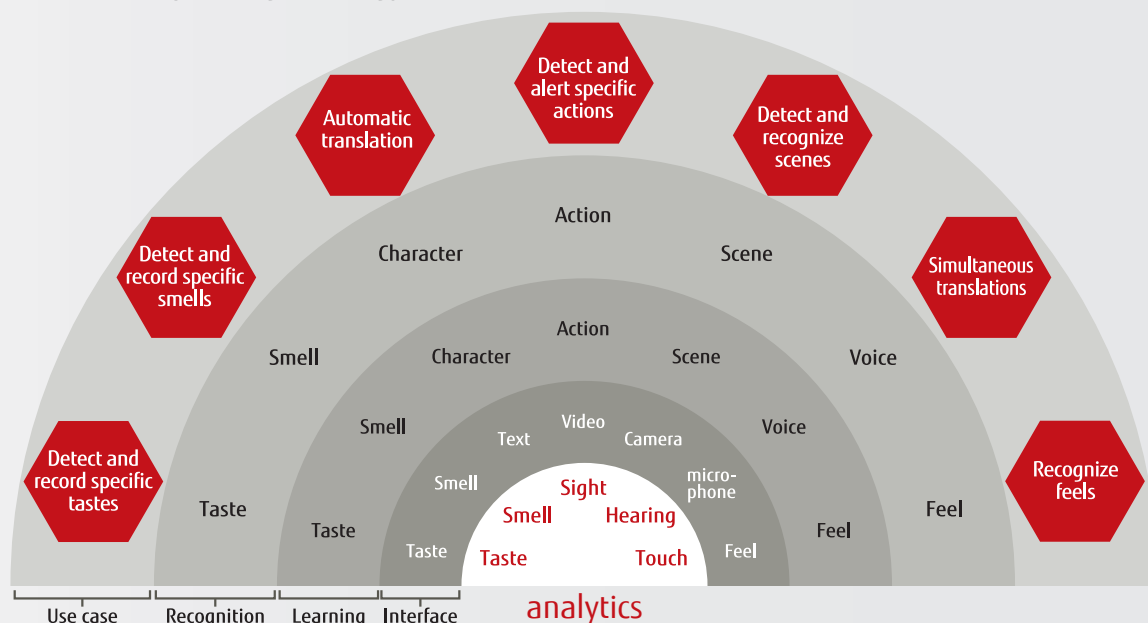 Detect and
alert specific
actions
Automatic
translation
Detect and
recognize
scenes
Detect and
record specific
smells
Simultaneous
translations
Detect and
record specific
tastes
Recognize
feels
Action
Character
Scene
Smell
Voice
Taste
Feel
Action
Character
Scene
Smell
Voice
Taste
Feel
Video
Text
Camera
Smell
micro-
phone
Taste
Feel
Sight
Smell
Hearing
Taste
Touch
analytics
Use case
Recognition
Learning
Interface